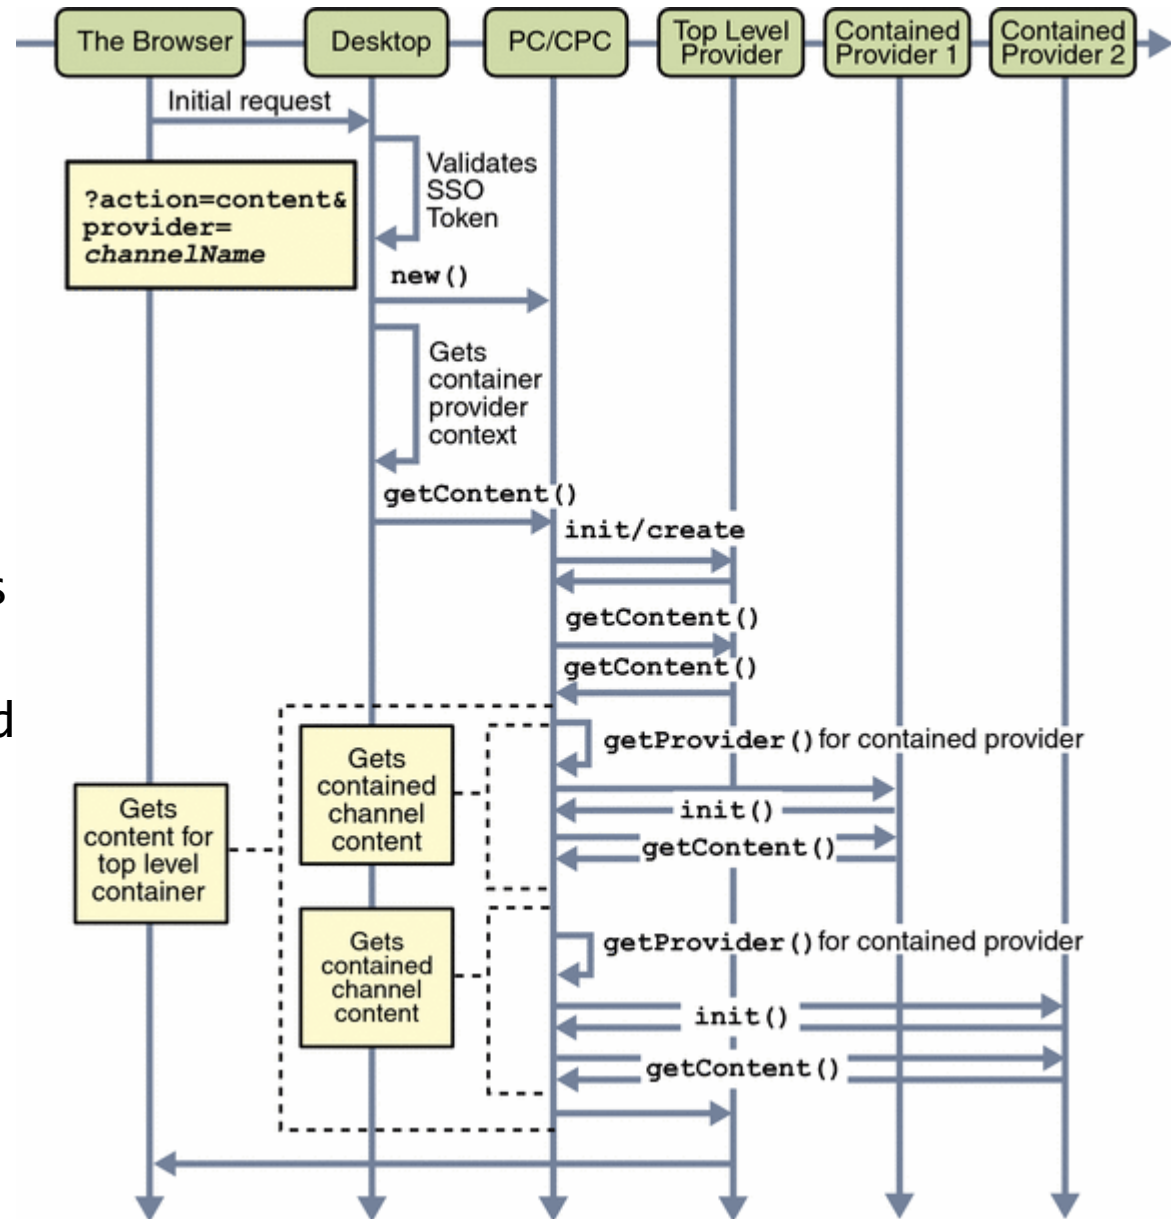 The Browser
Desktop
PC/CPC
Top Level
Provider
Contained
Provider 1
Contained
Provider 2
Initial request
?action=content&
provider=
channelName
Validates
SSO
Token
new()
Gets
container
provider
context
getContent()
init/create
s
getContent()
getContent()
d
getProvider() for contained provider
Gets
contained
channel
content
Gets
content for
top level
container
init()
getContent()
getProvider() for contained provider
Gets
contained
channel
content
init()
getContent()